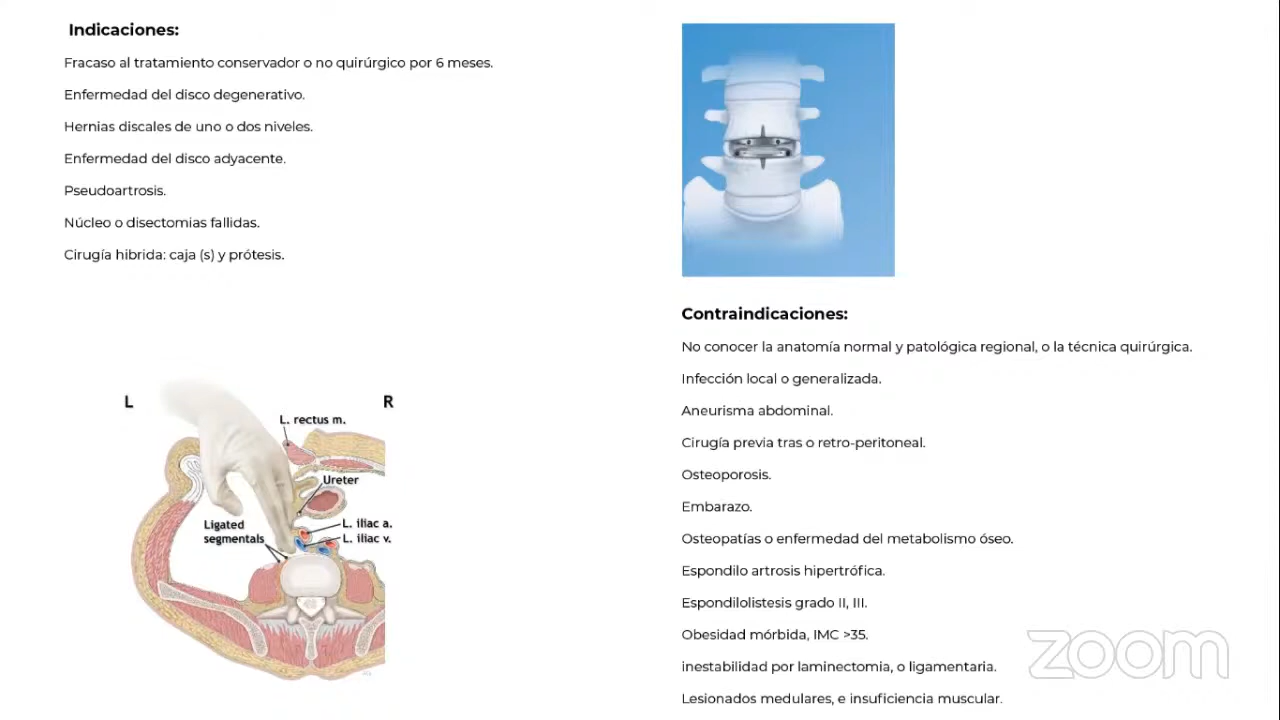 Indicaciones:
Fracaso al tratamiento conservador o no quirúrgico por 6 meses.
Enfermedad del disco degenerativo.
Hernias discales de uno o dos niveles.
Enfermedad del disco adyacente.
Pseudoartrosis.
Núcleo o disectomias fallidas.
Cirugía hibrida: caja (s) y prótesis.
L
R
L. rectus m.
Ureter
Ligated
segmentals
L. iliac a.
L. iliac v.
Contraindicaciones:
No conocer la anatomía normal y patológica regional, o la técnica quirúrgica.
Infección local o generalizada.
Aneurisma abdominal.
Cirugía previa tras o retro-peritoneal.
Osteoporosis.
Embarazo.
Osteopatías o enfermedad del metabolismo óseo.
Espondilo artrosis hipertrófica.
Espondilolistesis grado II, III.
Obesidad mórbida, IMC >35.
inestabilidad por laminectomia, o ligamentaria.
Lesionados medulares, e insuficiencia muscular.
zoom